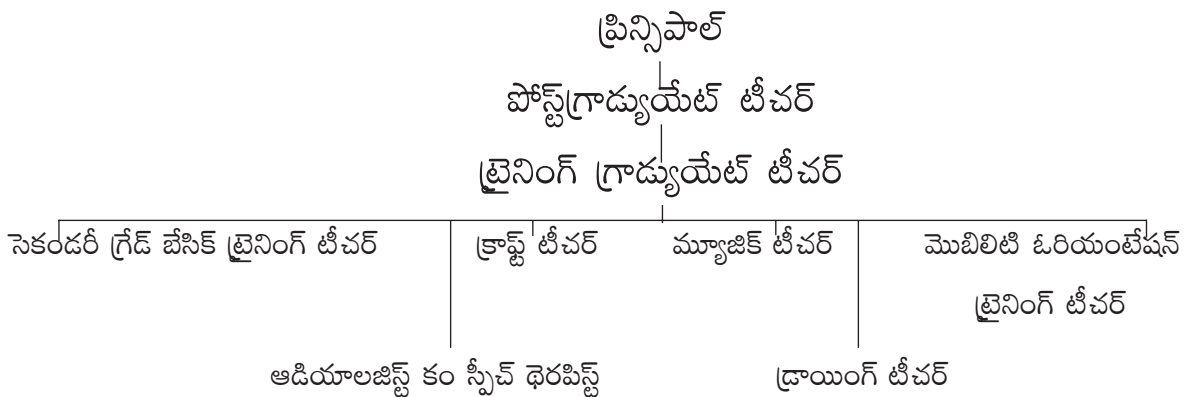 ప్రిన్సిపాల్
పోస్ట్‌గ్రాడ్యుయేట్ టీచర్
ట్రైనింగ్ గ్రాడ్యుయేట్ టీచర్
సెకండరీ గ్రేడ్ బేసిక్ ట్రైనింగ్ టీచర్ క్రాఫ్ట్ టీచర్ మ్యూజిక్ టీచర్ మొబిలిటి ఓరియంటేషన్
ట్రైనింగ్ టీచర్
ఆడియాలజిస్ట్ కం స్పీచ్ థెరపిస్ట్ డ్రాయింగ్ టీచర్